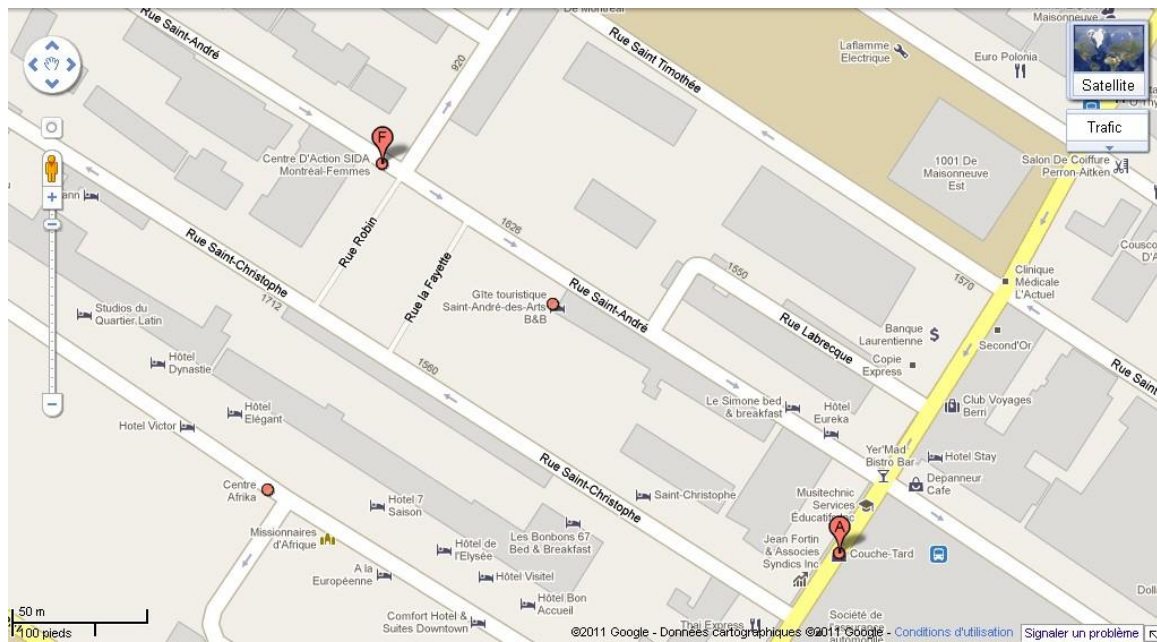 De Montréal
Maisonneuve
Rue Saint-André
920
Rue Saint Timothée
Laflamme
Electrique
Euro Polonia
Satellite
Trafic
F
Centre D'Action SIDA
Montréal-Femmes
1001 De
Maisonneuve
Est
Salon De Coiffure
Perron-Aitken
Rue Robin
Rue Saint-Christophe
1712
Rue la Fayette
1626
Rue Saint-André
1550
Rue Labrecque
1570
Clinique
Médicale
L'Actuel
Gîte touristique
Saint-André-des-Arts
B&B
Studios du
Quartier Latin
Banque
Laurentienne
Second'Or
Copie
Express
Hôtel
Dynastie
1560
Hôtel
Elégant
Hotel Victor
Le Simone bed
& breakfast
Hôtel
Eureka
Club Voyages
Berri
Yer'Mad
Bistro Bar
Hotel Stay
Depanneur
Cafe
Rue Saint-Christophe
Centre
Afrika
Hotel 7
Saison
Saint-Christophe
Musitechnic
Services
A
Missionnaires
d'Afrique
Les Bonbons 67
Bed & Breakfast
Hôtel de
l'Elysée
Jean Fortin
& Associes
Syndics Inc
Couche-Tard
A la
Européenne
Hôtel Visitel
Hôtel Bon
Accueil
Comfort Hotel &
Suites Downtown
Thai Express
Société de
l'assurance
automobile
50 m
100 pieds
©2011 Google - Données cartographiques ©2011 Google - Conditions d'utilisation
Signaler un problème